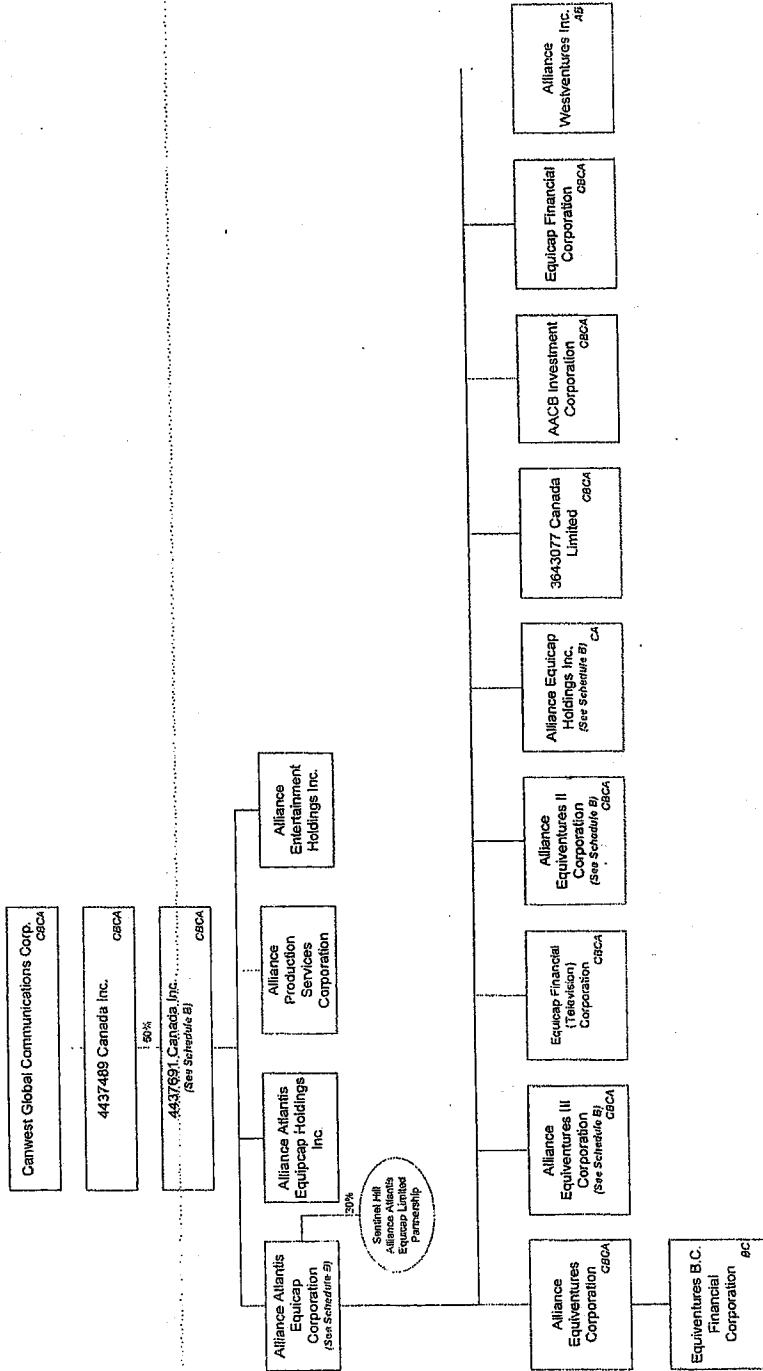 Canwest Global Communications Corp.
CBCA
4437489 Canada Inc.
CBCA
50%
4437691 Canada Inc.
(See Schedule B)
CBCA
Alliance Atlantis
Equicap
Corporation
(See Schedule B)
Alliance Atlantis
Equipcap Holdings
Inc.
Alliance
Production
Services
Corporation
Alliance
Entertainment
Holdings Inc.
30%
Sentinel Hill
Alliance Atlantis
Equicap Limited
Partnership
Alliance
Equiventures
Corporation
CBCA
Alliance
Equiventures III
Corporation
(See Schedule B)
CBCA
Equicap Financial
(Television)
Corporation
CBCA
Alliance
Equiventures II
Corporation
(See Schedule B)
CBCA
Alliance Equicap
Holdings Inc.
(See Schedule B)
CA
3643077 Canada
Limited
CBCA
AACB Investment
Corporation
CBCA
Equicap Financial
Corporation
CBCA
Alliance
Westventures Inc.
AB
Equiventures B.C.
Financial
Corporation
BC